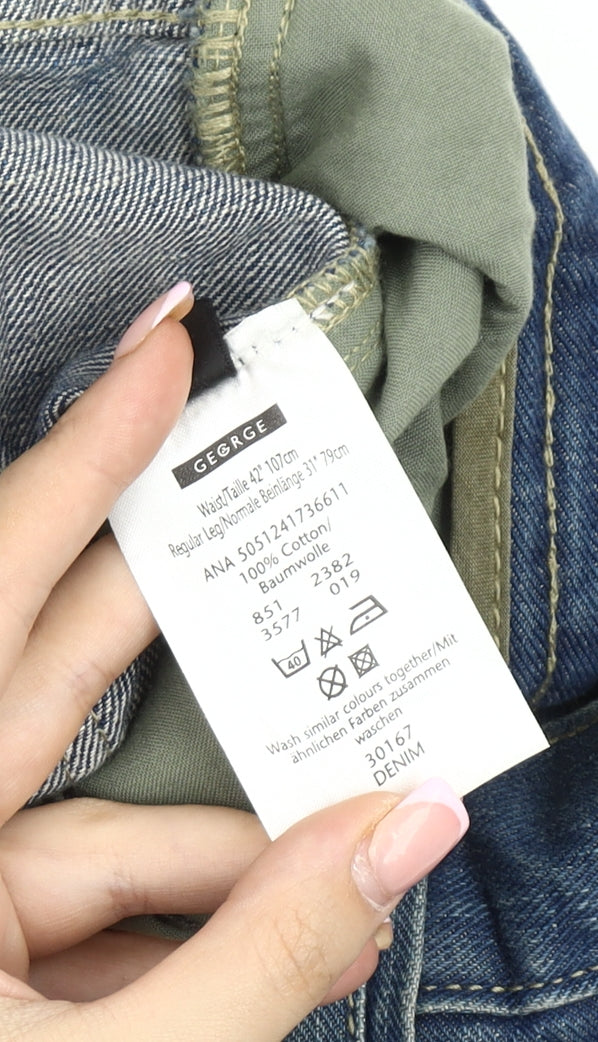 GEORGE
Waist/Taille 42" 107cm
Regular Leg/Normale Beinlänge 31" 79cm
ANA 5051241736611
100% Cotton/
Baumwolle
851 2382
3577 019
40
Wash similar colours together/Mit
ähnlichen Farben zusammen
waschen
30167
DENIM